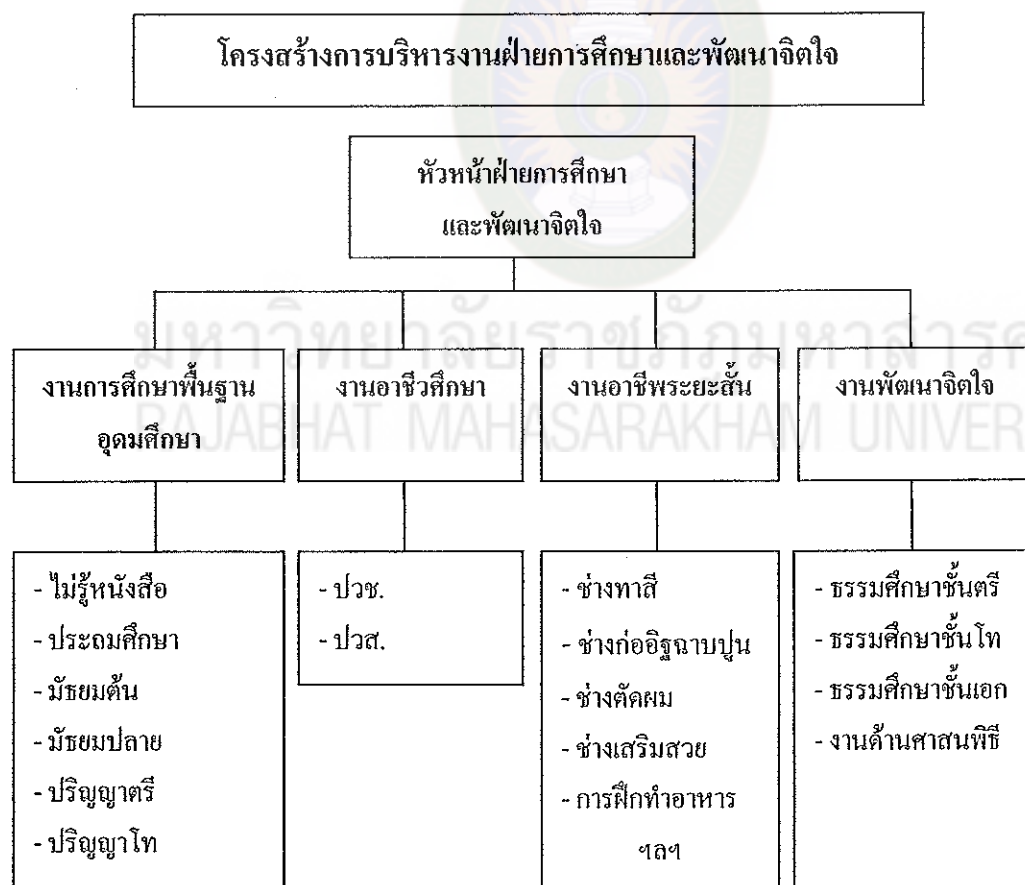 โครงสร้างการบริหารงานฝ่ายการศึกษาและพัฒนาจิตใจ
หัวหน้าฝ่ายการศึกษา
และพัฒนาจิตใจ
มหาวิทยาลัยราชภัฏมหาสารค
RAJABHAT MAHASARAKHAM UNIVER
งานการศึกษาพื้นฐาน
อุดมศึกษา
งานอาชีวศึกษา
งานอาชีพระยะสั้น
งานพัฒนาจิตใจ
- ไม่รู้หนังสือ
- ประถมศึกษา
- มัธยมต้น
- มัธยมปลาย
- ปริญญาตรี
- ปริญญาโท
- ปวช.
- ปวส.
- ช่างทาสี
- ช่างก่ออิฐฉาบปูน
- ช่างตัดผม
- ช่างเสริมสวย
- การฝึกทำอาหาร
ฯลฯ
- ธรรมศึกษาชั้นตรี
- ธรรมศึกษาชั้นโท
- ธรรมศึกษาชั้นเอก
- งานด้านศาสนพิธี